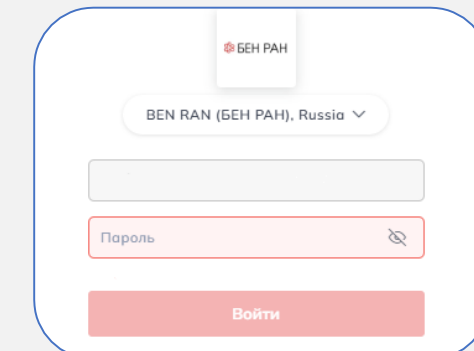 БЕН РАН
BEN RAN (БЕН РАН), Russia
Пароль
Войти